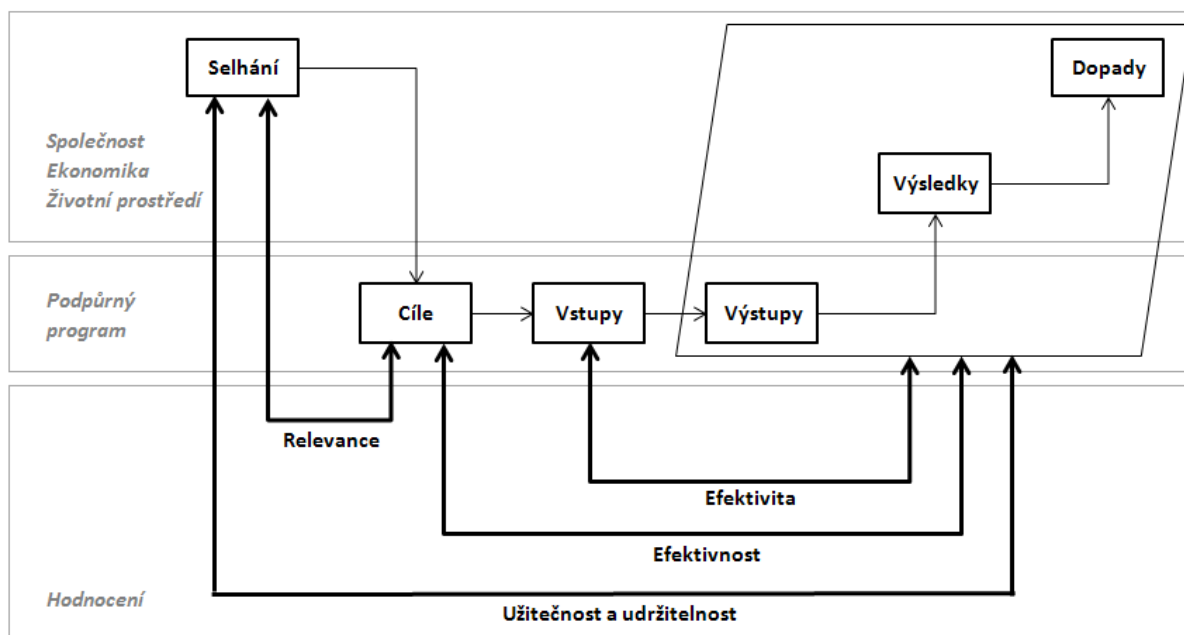 Selhání
Dopady
Společnost
Ekonomika
Životní prostředí
Výsledky
Podpůrný
program
Cíle
Vstupy
Výstupy
Relevance
Efektivita
Efektivnost
Hodnocení
Užitečnost a udržitelnost